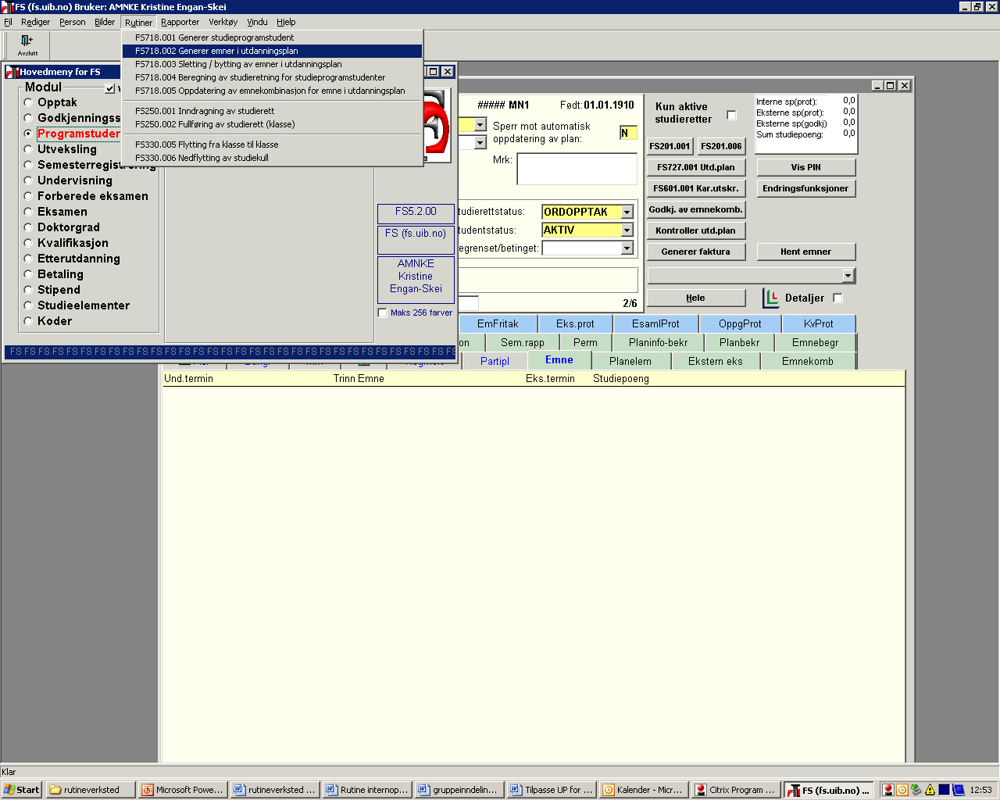 FS (fs.uib.no) Bruker: AMNKE Kristine Engan-Skei
Fil Rediger Person Bilder Rutiner Rapporter Verktøy Vindu Hjelp
Avslutt
FS718.001 Generer studieprogramstudent
FS718.002 Generer emner i utdanningsplan
FS718.003 Sletting / bytting av emner i utdanningsplan
FS718.004 Beregning av studieretning for studieprogramstudenter
FS718.005 Oppdatering av emnekombinasjon for emne i utdanningsplan
FS250.001 Inndragning av studierett
FS250.002 Fullføring av studierett (klasse)
FS330.005 Flytting fra klasse til klasse
FS330.006 Nedflytting av studiekull
Hovedmeny for FS
Modul
Opptak
Godkjenningss
Programstuder
Utveksling
Semesterregistrering
Undervisning
Forberede eksamen
Eksamen
Doktorgrad
Kvalifikasjon
Etterutdanning
Betaling
Stipend
Studieelementer
Koder
FS5.2.00
FS (fs.uib.no)
AMNKE
Kristine
Engan-Skei
Maks 256 farver
FS FS FS FS FS FS FS FS FS FS FS FS FS FS FS FS FS FS FS FS FS FS FS FS FS FS FS FS FS FS FS FS
##### MN1 Født: 01.01.1910
Sperr mot automatisk
oppdatering av plan: N
Mrk:
tudierettstatus: ORDOPPTAK
tudentstatus: AKTIV
egrenset/betinget:
2/6
Kun aktive
studieretter
Interne sp(prot): 0,0
Eksterne sp(prot): 0,0
Eksterne sp(godkj) 0,0
Sum studiepoeng: 0,0
FS201.001 FS201.006
FS727.001 Utd.plan Vis PIN
FS601.001 Kar.utskr. Endringsfunksjoner
Godkj. av emnekomb.
Kontroller utd.plan
Generer faktura Hent emner
Hele Detaljer
EmFritak Eks.prot EsamlProt OppgProt KvProt
on Sem.rapp Perm Planinfo-bekr Planbekr Emnebegr
Partipl Emne Planelem Ekstern eks Emnekomb
Und.termin Trinn Emne Eks.termin Studiepoeng
Klar
Start rutineverksted Microsoft Powe... rutineverksted ... Rutine internop... gruppeinndelin... Tilpasse UP for ... Kalender - Micr... Citrix Program ... FS (fs.uib.no) ... 12:53